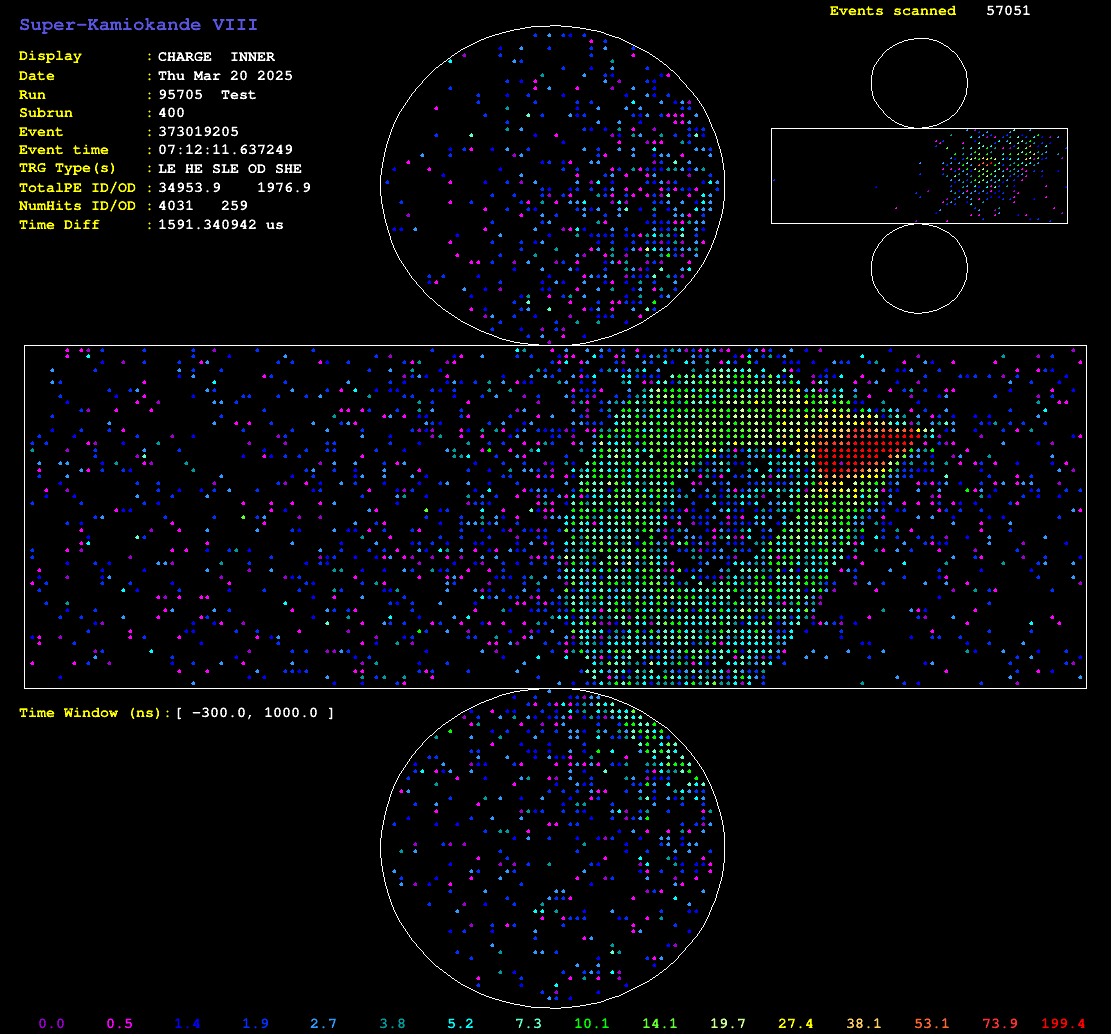 Events scanned 57051
Super-Kamiokande VIII
Display : CHARGE INNER
Date : Thu Mar 20 2025
Run : 95705 Test
Subrun : 400
Event : 373019205
Event time : 07:12:11.637249
TRG Type(s) : LE HE SLE OD SHE
TotalPE ID/OD : 34953.9 1976.9
NumHits ID/OD : 4031 259
Time Diff : 1591.340942 us
Time Window (ns):[ -300.0, 1000.0 ]
0.0 0.5 1.4 1.9 2.7 3.8 5.2 7.3 10.1 14.1 19.7 27.4 38.1 53.1 73.9 199.4